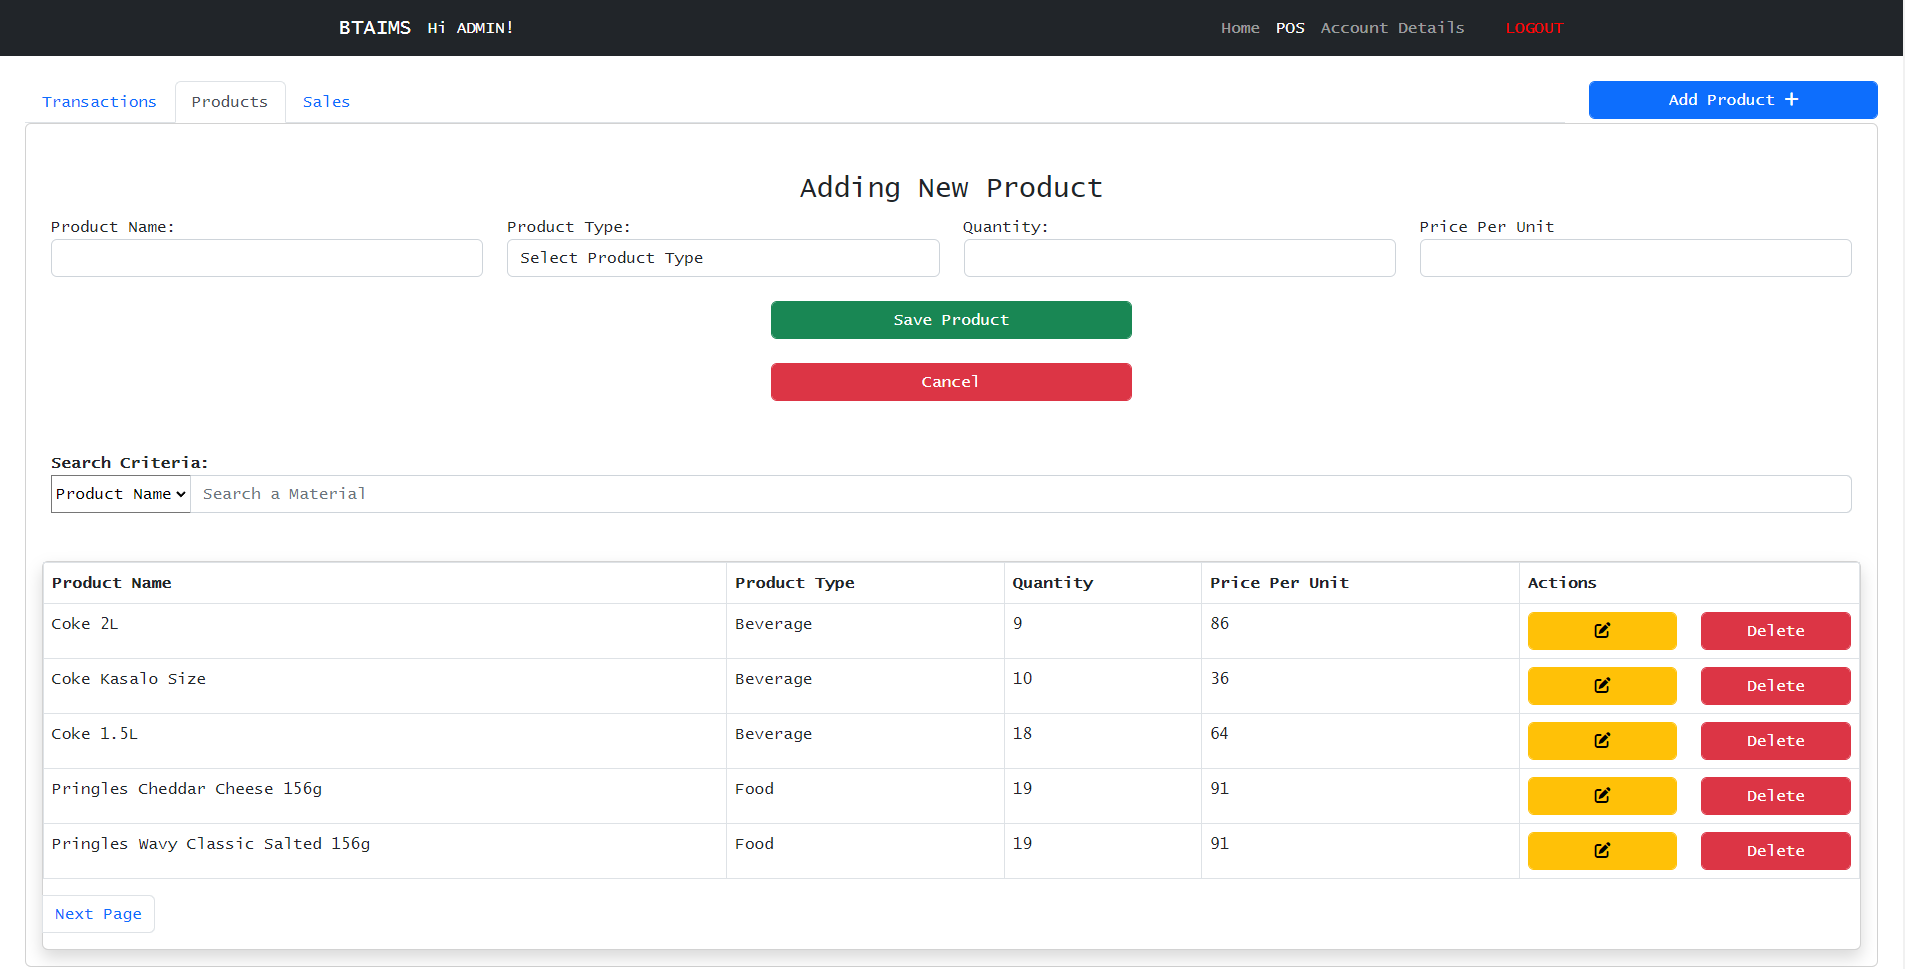 BTAIMS Hi ADMIN! Home POS Account Details LOGOUT
Transactions Products Sales Add Product +
Adding New Product
Product Name: Product Type: Quantity: Price Per Unit
Select Product Type
Save Product
Cancel
Search Criteria:
Product Name Search a Material
Product Name Product Type Quantity Price Per Unit Actions
Coke 2L Beverage 9 86 Delete
Coke Kasalo Size Beverage 10 36 Delete
Coke 1.5L Beverage 18 64 Delete
Pringles Cheddar Cheese 156g Food 19 91 Delete
Pringles Wavy Classic Salted 156g Food 19 91 Delete
Next Page